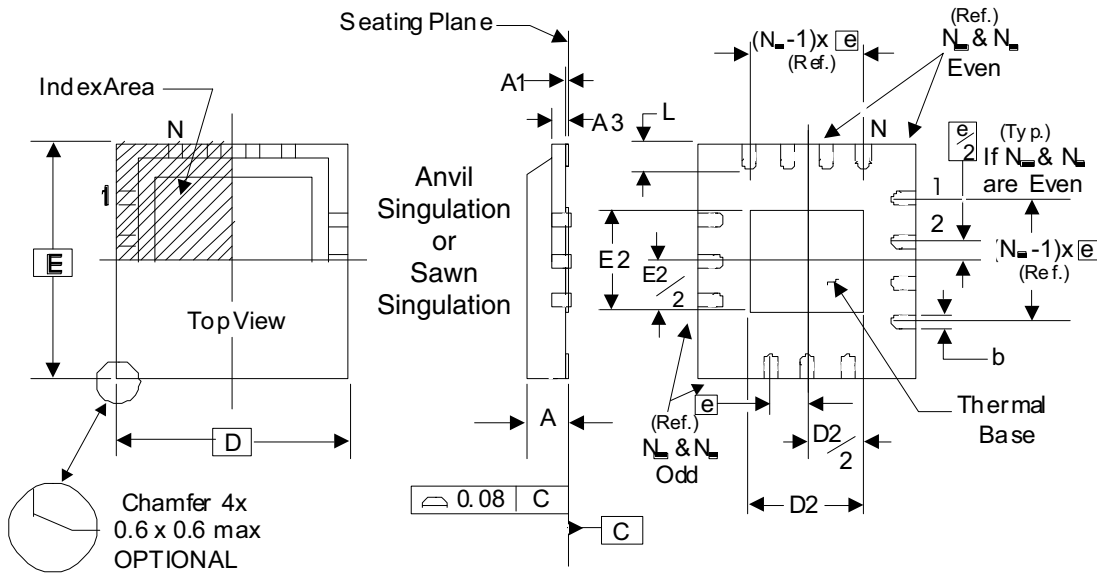 Seating Plane
(Ref.)
N & N
Even
(N -1)x e
(Ref.)
A1
A3
L
N
IndexArea
N
e/2
(Typ.)
If N & N
are Even
1
1
2
Anvil
Singulation
or
Sawn
Singulation
E
E2
E2/2
(N -1)x e
(Ref.)
TopView
b
A
e
(Ref.)
N & N
Odd
D2/2
Thermal
Base
D
D2
0.08 C
C
Chamfer 4x
0.6 x 0.6 max
OPTIONAL